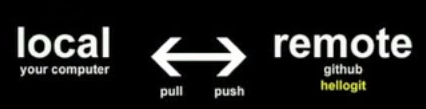 local
your computer
pull push
remote
github
hellogit